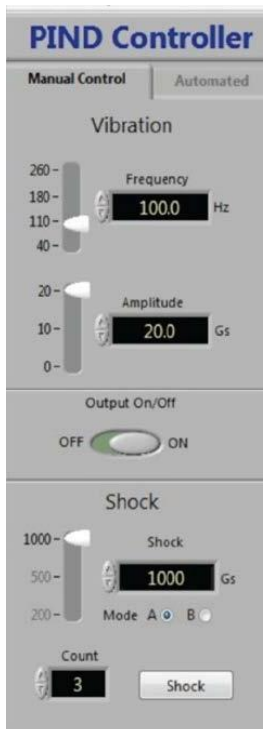 PIND Controller
Manual Control Automated
Vibration
260
180
110
40
Frequency
100.0 Hz
20
10
0
Amplitude
20.0 Gs
Output On/Off
OFF ON
Shock
1000
500
200
Shock
1000 Gs
Mode A B
Count
3 Shock